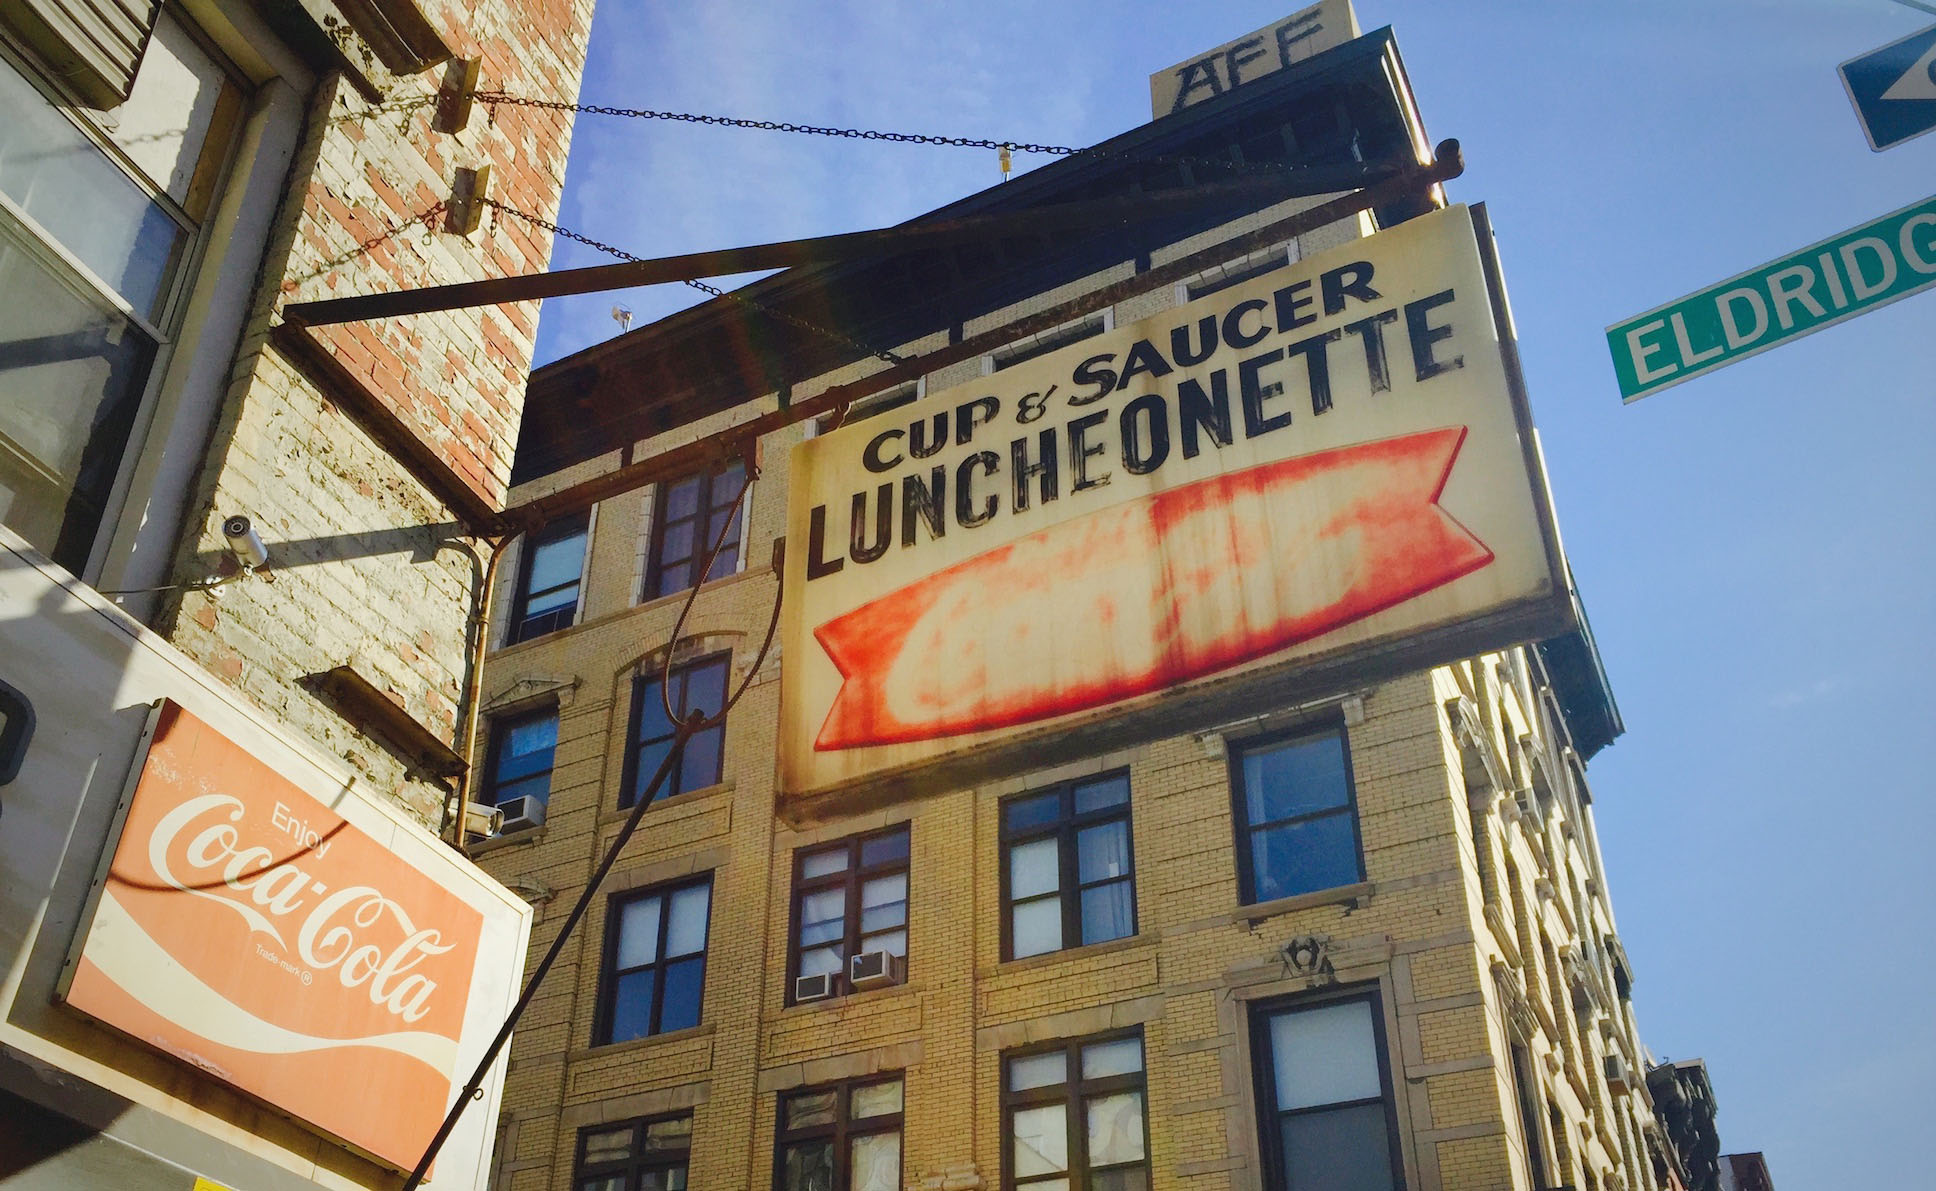 AFF
CUP & SAUCER
LUNCHEONETTE
ELDRIDG
Enjoy
Coca-Cola
Trade-mark®